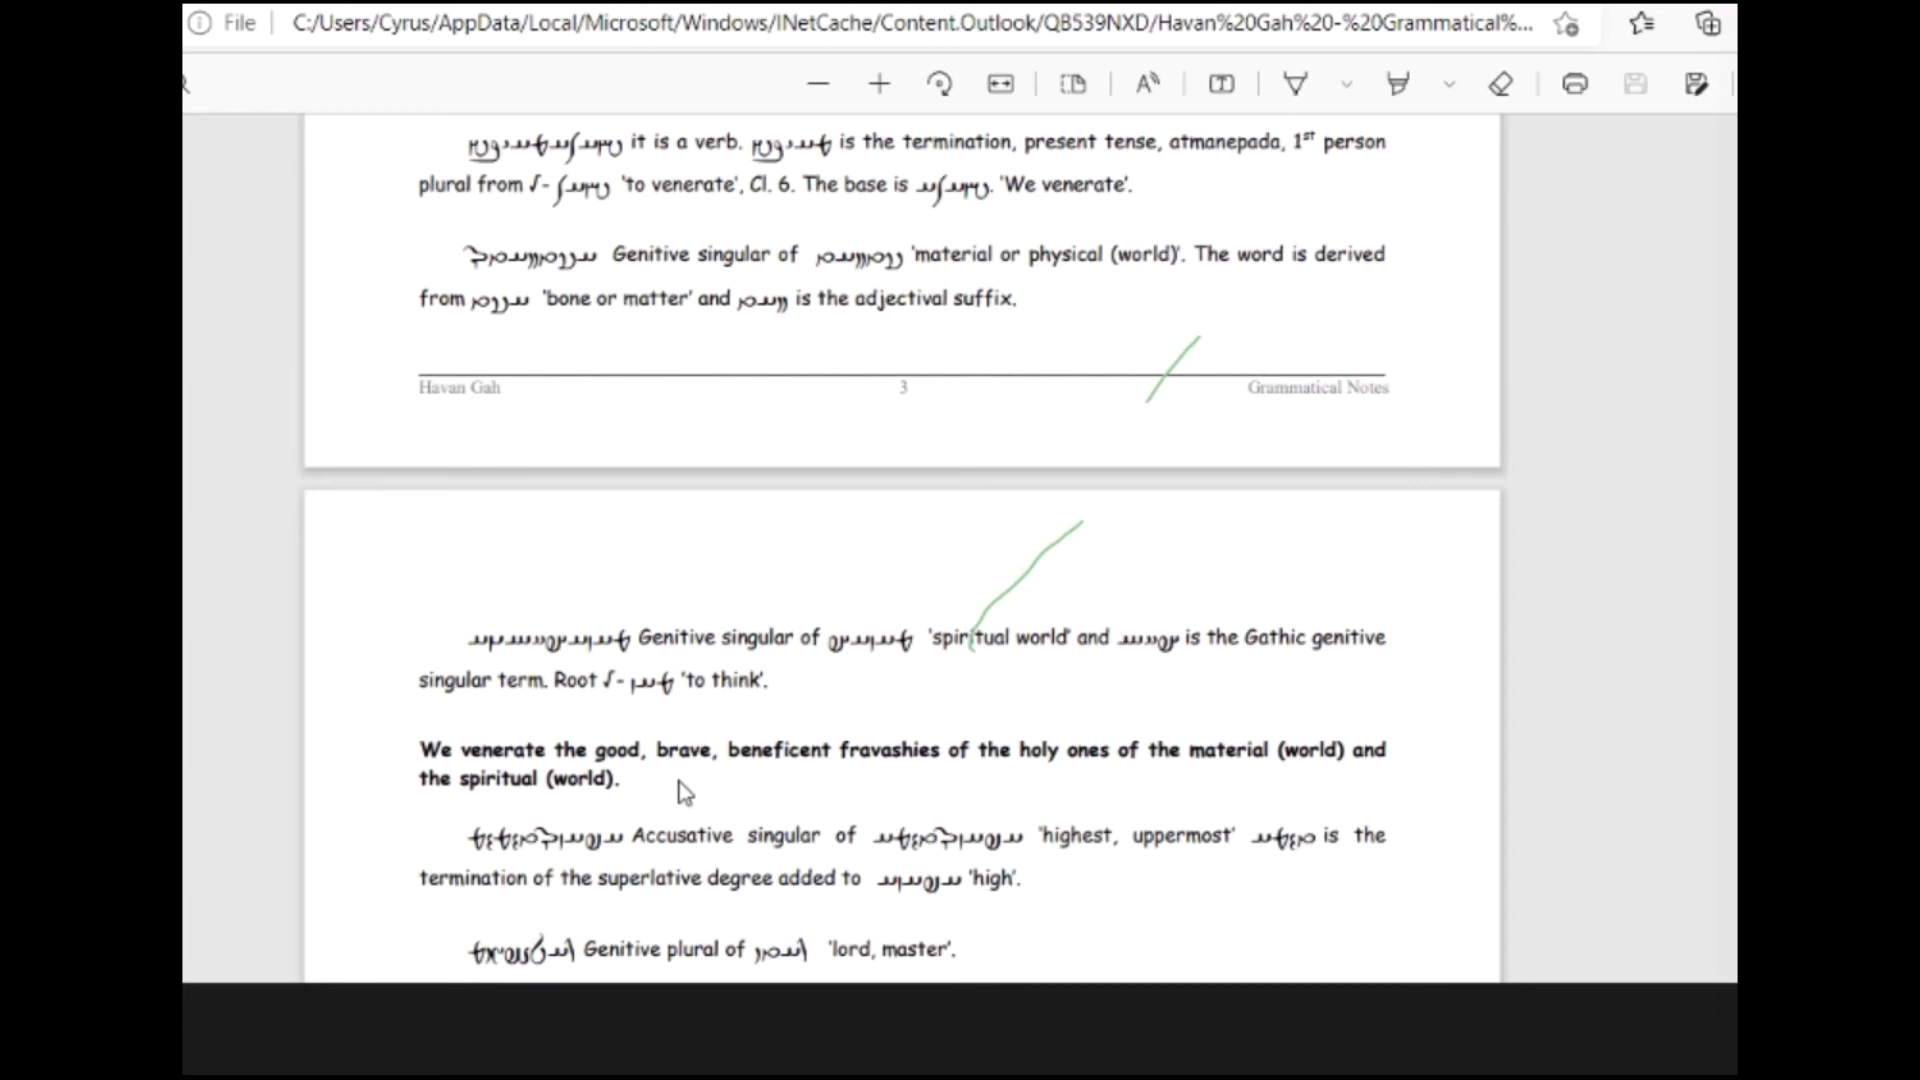 File C:/Users/Cyrus/AppData/Local/Microsoft/Windows/INetCache/Content.Outlook/QB539NXD/Havan%20Gah%20-%20Grammatical%...
it is a verb. is the termination, present tense, atmanepada, 1st person
plural from √- 'to venerate', Cl. 6. The base is . 'We venerate'.
Genitive singular of 'material or physical (world)'. The word is derived
from 'bone or matter' and is the adjectival suffix.
Havan Gah 3 Grammatical Notes
Genitive singular of 'spiritual world' and is the Gathic genitive
singular term. Root √- 'to think'.
We venerate the good, brave, beneficent fravashies of the holy ones of the material (world) and
the spiritual (world).
Accusative singular of 'highest, uppermost' is the
termination of the superlative degree added to 'high'.
Genitive plural of 'lord, master'.